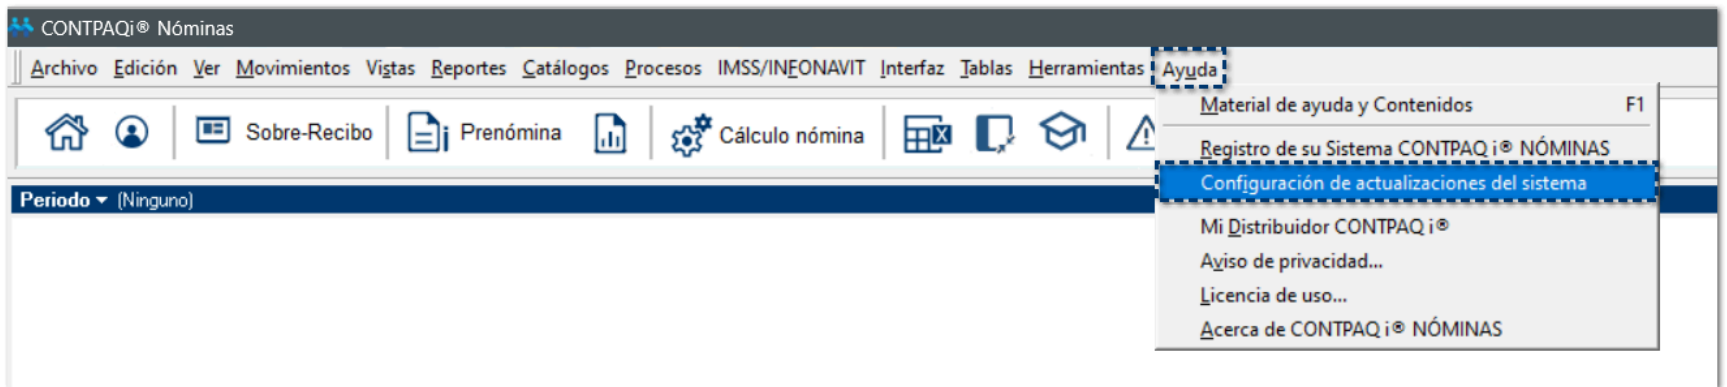 CONTPAQi® Nóminas
Archivo Edición Ver Movimientos Vistas Reportes Catálogos Procesos IMSS/INFONAVIT Interfaz Tablas Herramientas Ayuda
Sobre-Recibo Prenómina Cálculo nómina
Periodo (Ninguno)
Material de ayuda y Contenidos F1
Registro de su Sistema CONTPAQ i® NÓMINAS
Configuración de actualizaciones del sistema
Mi Distribuidor CONTPAQ i®
Aviso de privacidad...
Licencia de uso...
Acerca de CONTPAQ i® NÓMINAS